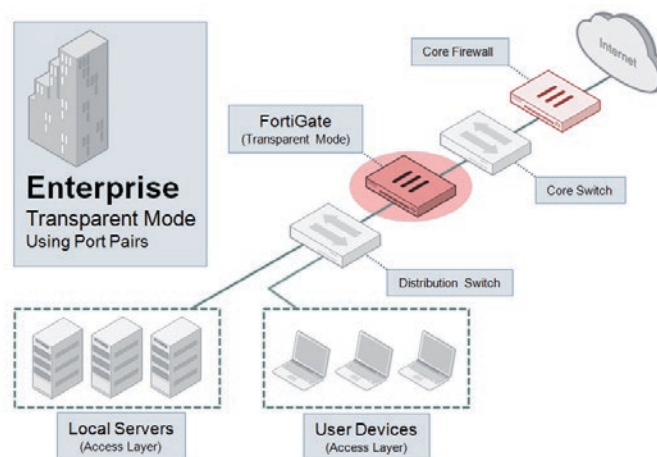 Internet
Core Firewall
FortiGate
(Transparent Mode)
Core Switch
Enterprise
Transparent Mode
Using Port Pairs
Distribution Switch
Local Servers
(Access Layer)
User Devices
(Access Layer)